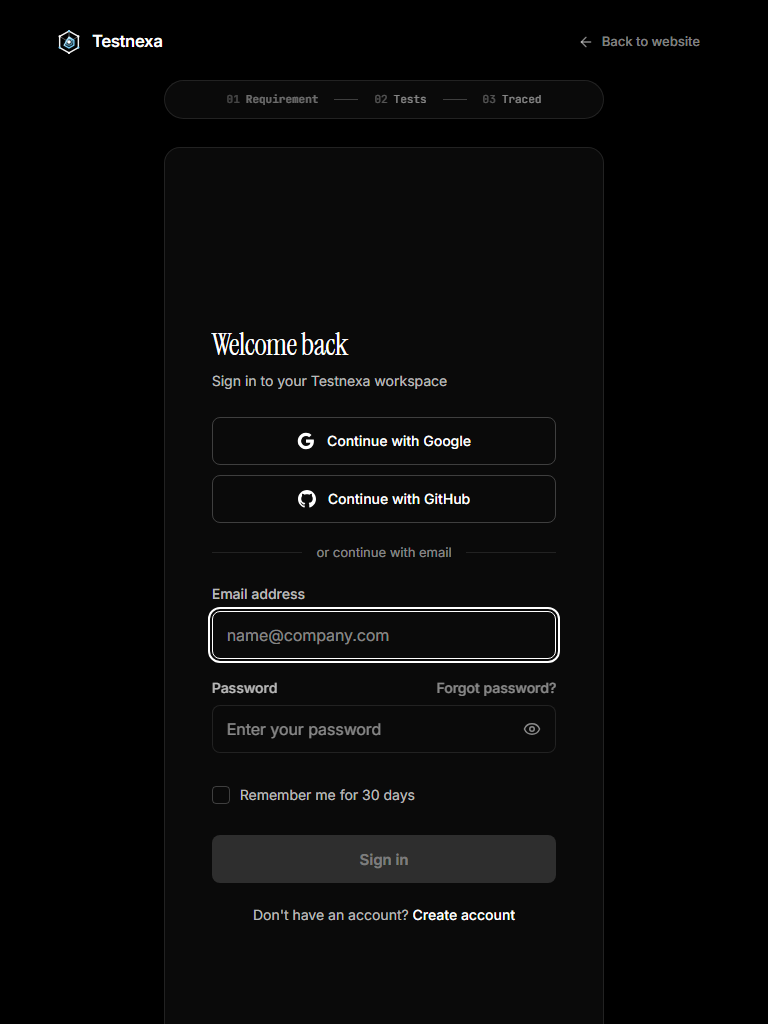 Testnexa
Back to website
01 Requirement 02 Tests 03 Traced
Welcome back
Sign in to your Testnexa workspace
Continue with Google
Continue with GitHub
or continue with email
Email address
name@company.com
Password Forgot password?
Enter your password
Remember me for 30 days
Sign in
Don't have an account? Create account